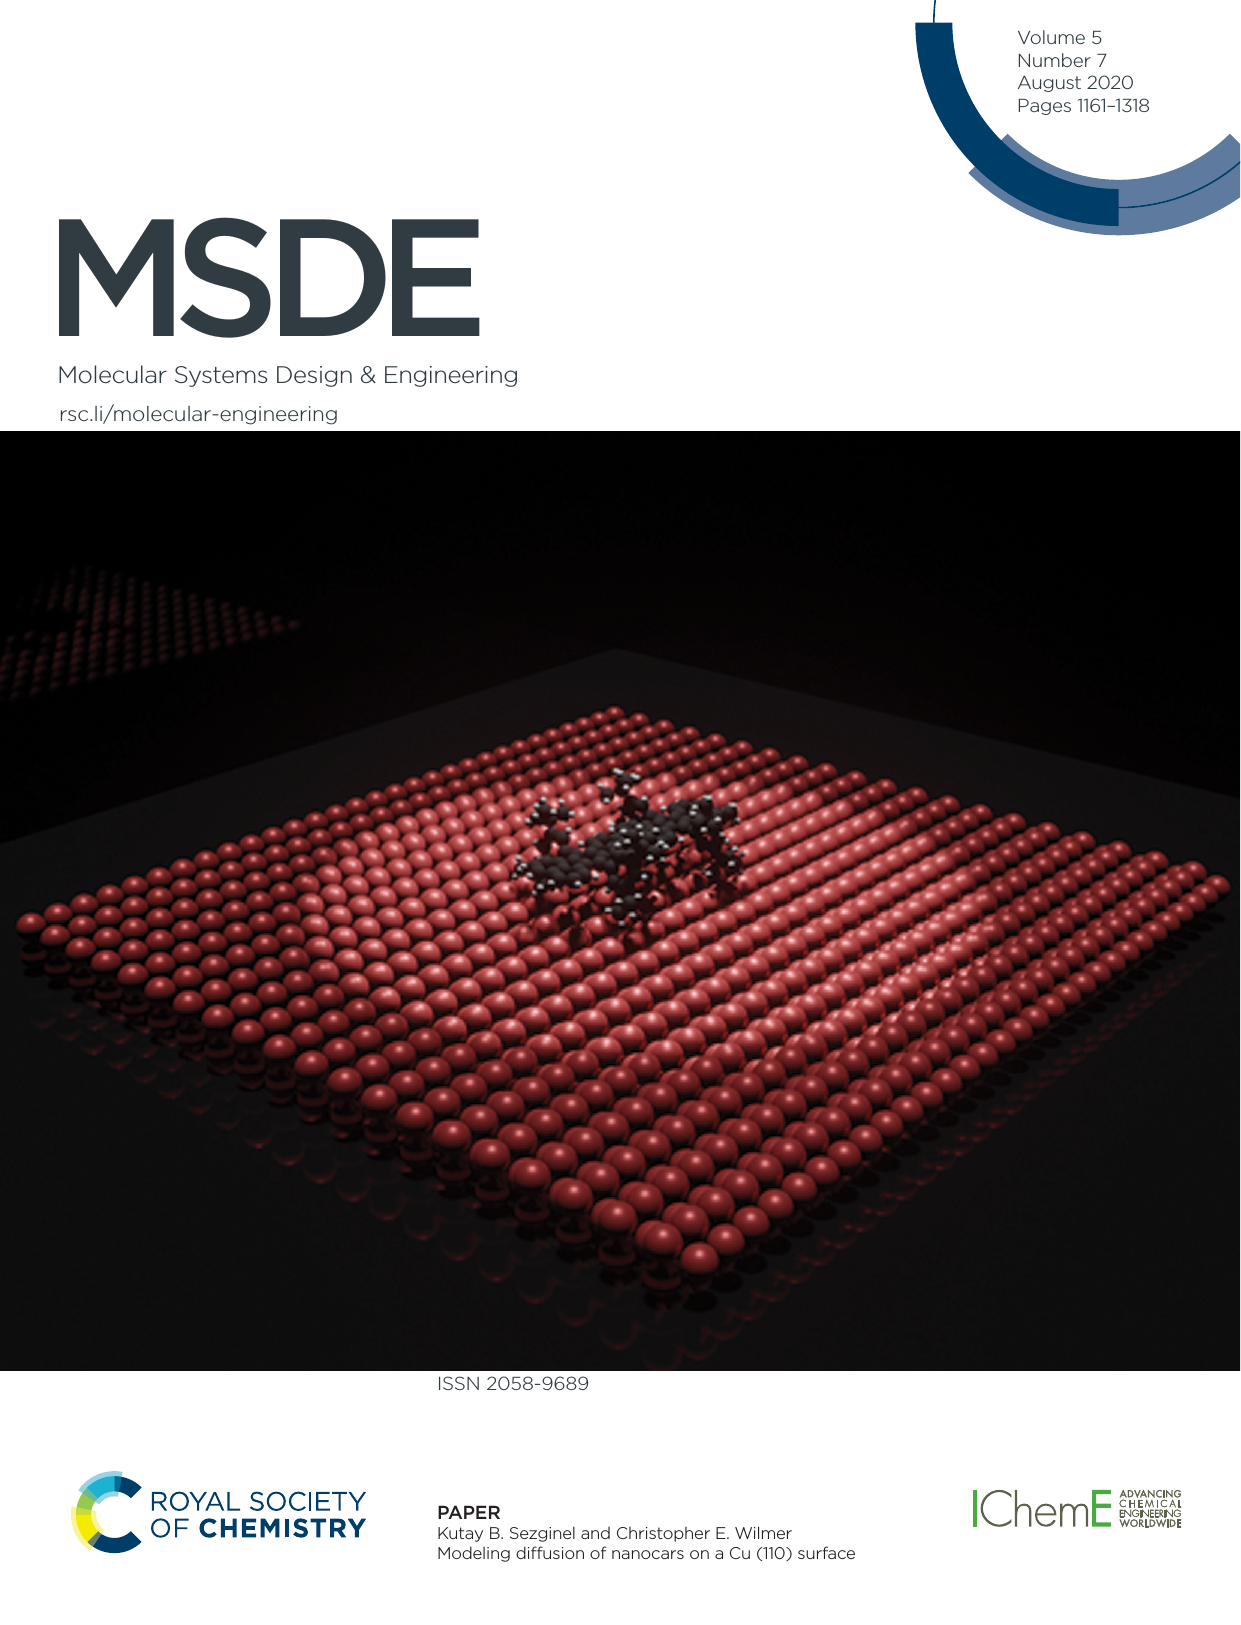 Volume 5
Number 7
August 2020
Pages 1161–1318
MSDE
Molecular Systems Design & Engineering
rsc.li/molecular-engineering
ISSN 2058-9689
ROYAL SOCIETY
OF CHEMISTRY
PAPER
Kutay B. Sezginel and Christopher E. Wilmer
Modeling diffusion of nanocars on a Cu (110) surface
IChemE
ADVANCING
CHEMICAL
ENGINEERING
WORLDWIDE